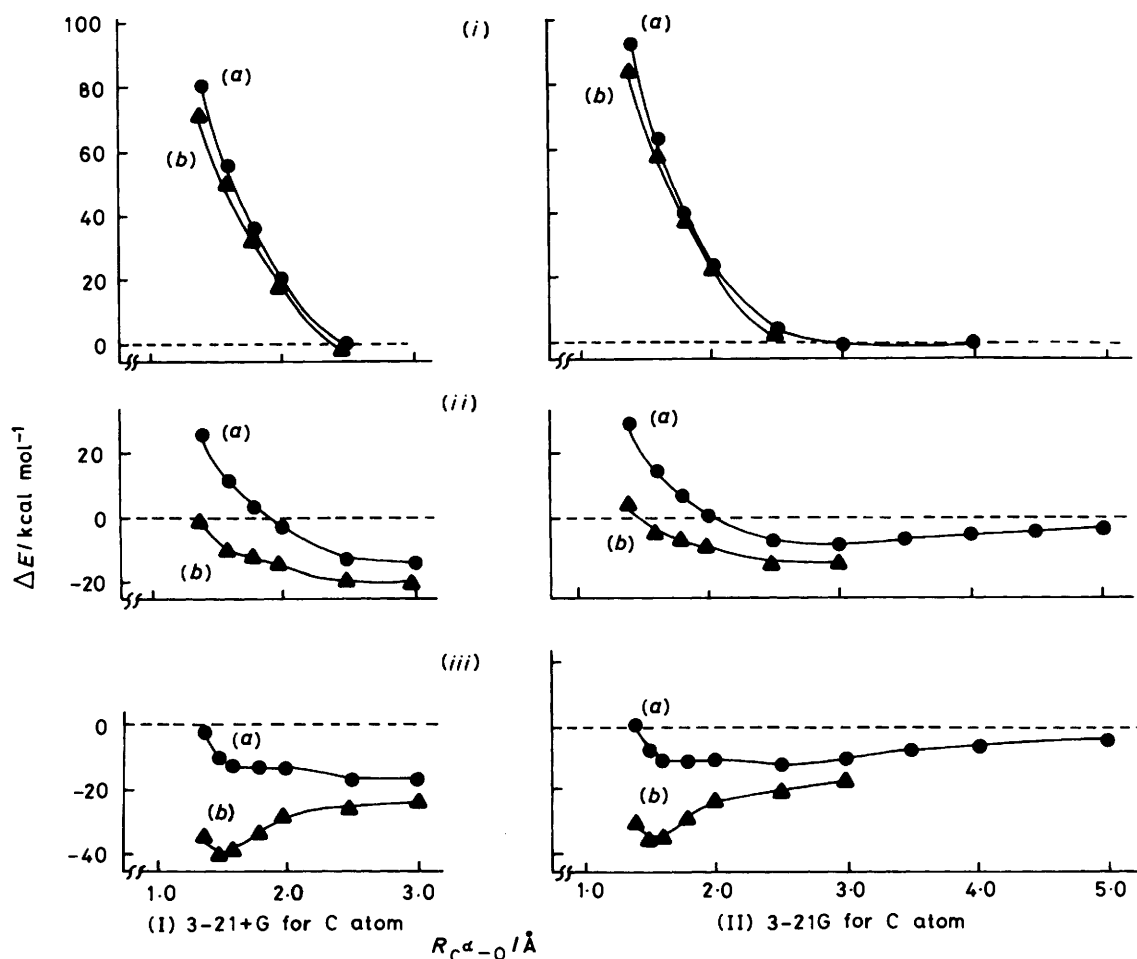 100
80
60
40
20
0
(i)
(a)
(b)
(a)
(b)
ΔE/kcal mol⁻¹
20
0
-20
(ii)
(a)
(b)
(a)
(b)
0
-20
-40
(iii)
(a)
(b)
(a)
(b)
1·0 2·0 3·0
1·0 2·0 3·0 4·0 5·0
(I) 3-21+G for C atom
(II) 3-21G for C atom
R_C^α–O/Å